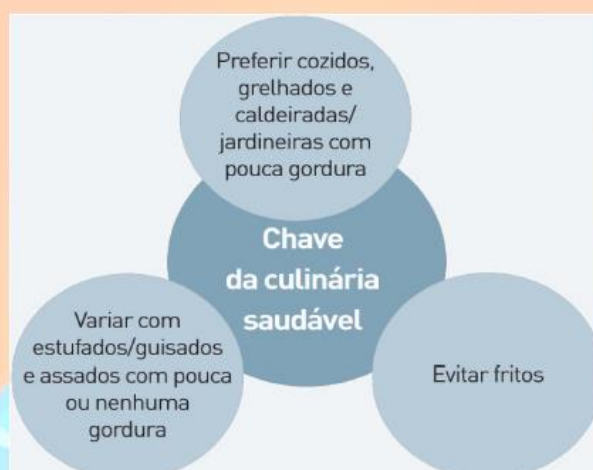 Preferir cozidos,
grelhados e
caldeiradas/
jardineiras com
pouca gordura
Chave
da culinária
saudável
Variar com
estufados/guisados
e assados com pouca
ou nenhuma
gordura
Evitar fritos